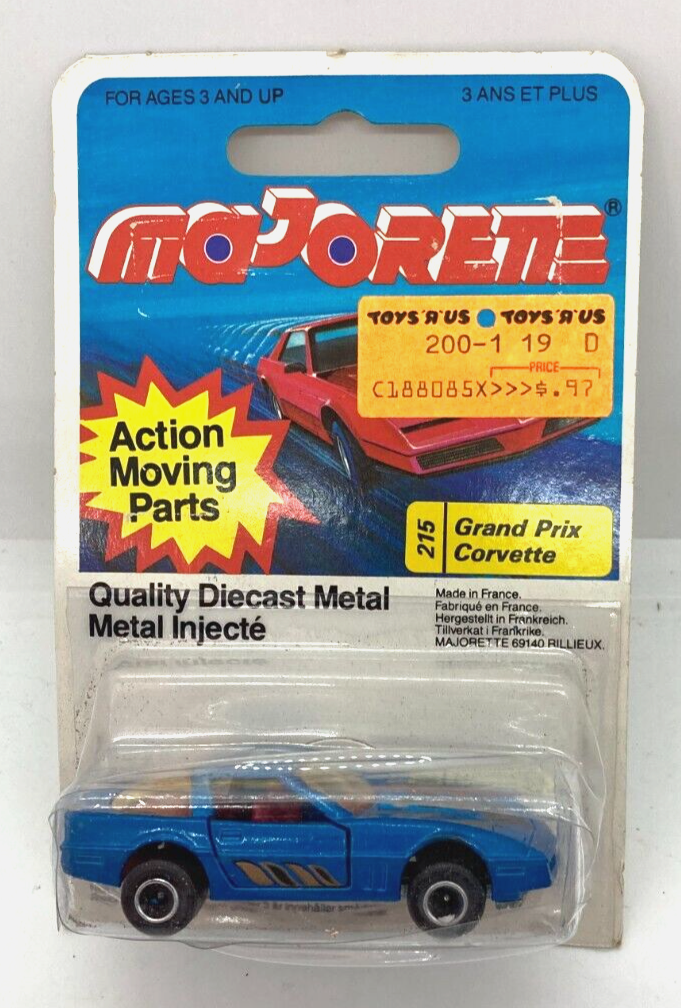 FOR AGES 3 AND UP
3 ANS ET PLUS
MAJORETTE®
TOYS "R" US TOYS "R" US
200-1 19 D
PRICE
C188085X>>>$.97
Action
Moving
Parts
215
Grand Prix
Corvette
Quality Diecast Metal
Metal Injecté
Made in France.
Fabriqué en France.
Hergestellt in Frankreich.
Tillverkat i Frankrike.
MAJORETTE 69140 RILLIEUX.